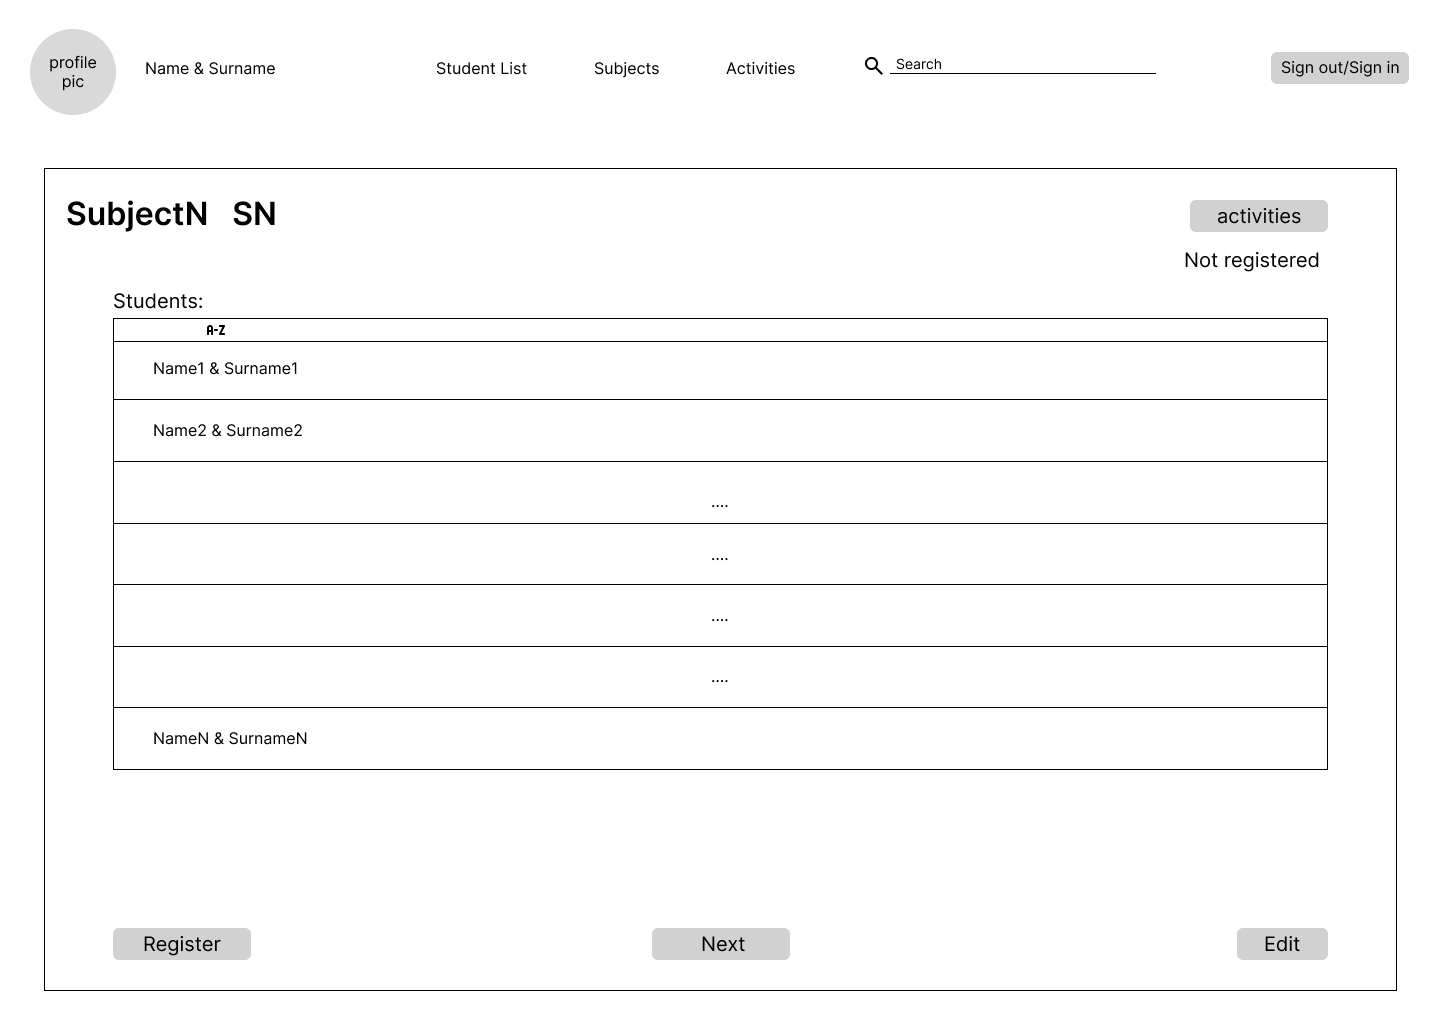 profile
pic
Name & Surname
Student List
Subjects
Activities
Search
Sign out/Sign in
SubjectN SN
activities
Not registered
Students:
A-Z
Name1 & Surname1
Name2 & Surname2
....
....
....
....
NameN & SurnameN
Register
Next
Edit